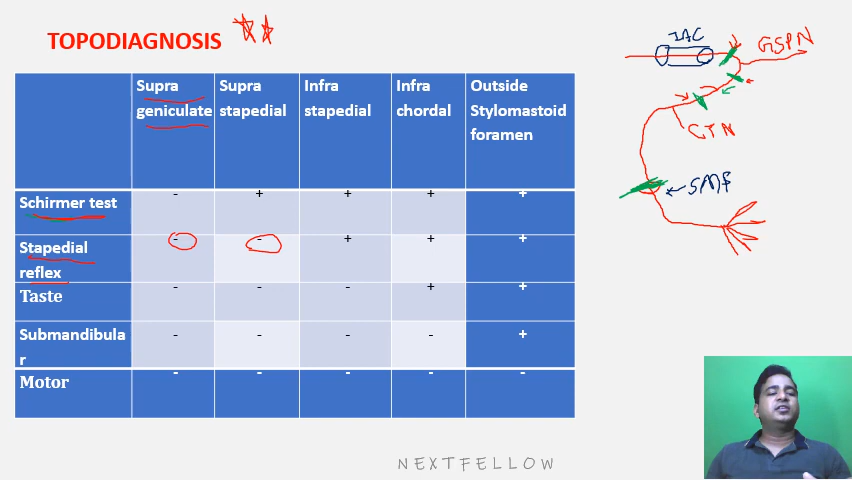 TOPODIAGNOSIS
Supra geniculate
Supra stapedial
Infra stapedial
Infra chordal
Outside Stylomastoid foramen
Schirmer test - + + + +
Stapedial reflex - - + + +
Taste - - - + +
Submandibula r - - - - +
Motor - - - - -
IAC
GSPN
CTN
SMF
NEXTFELLOW